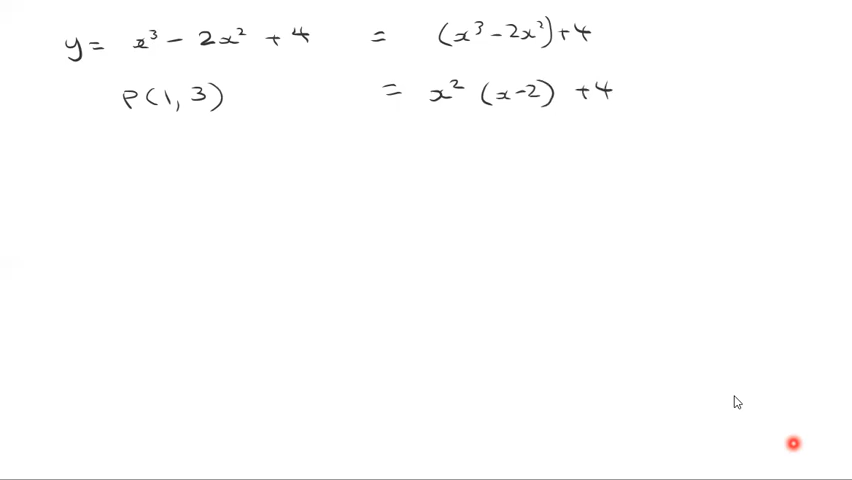 y = x³ - 2x² + 4 = (x³ - 2x²) + 4
P(1, 3) = x² (x-2) + 4